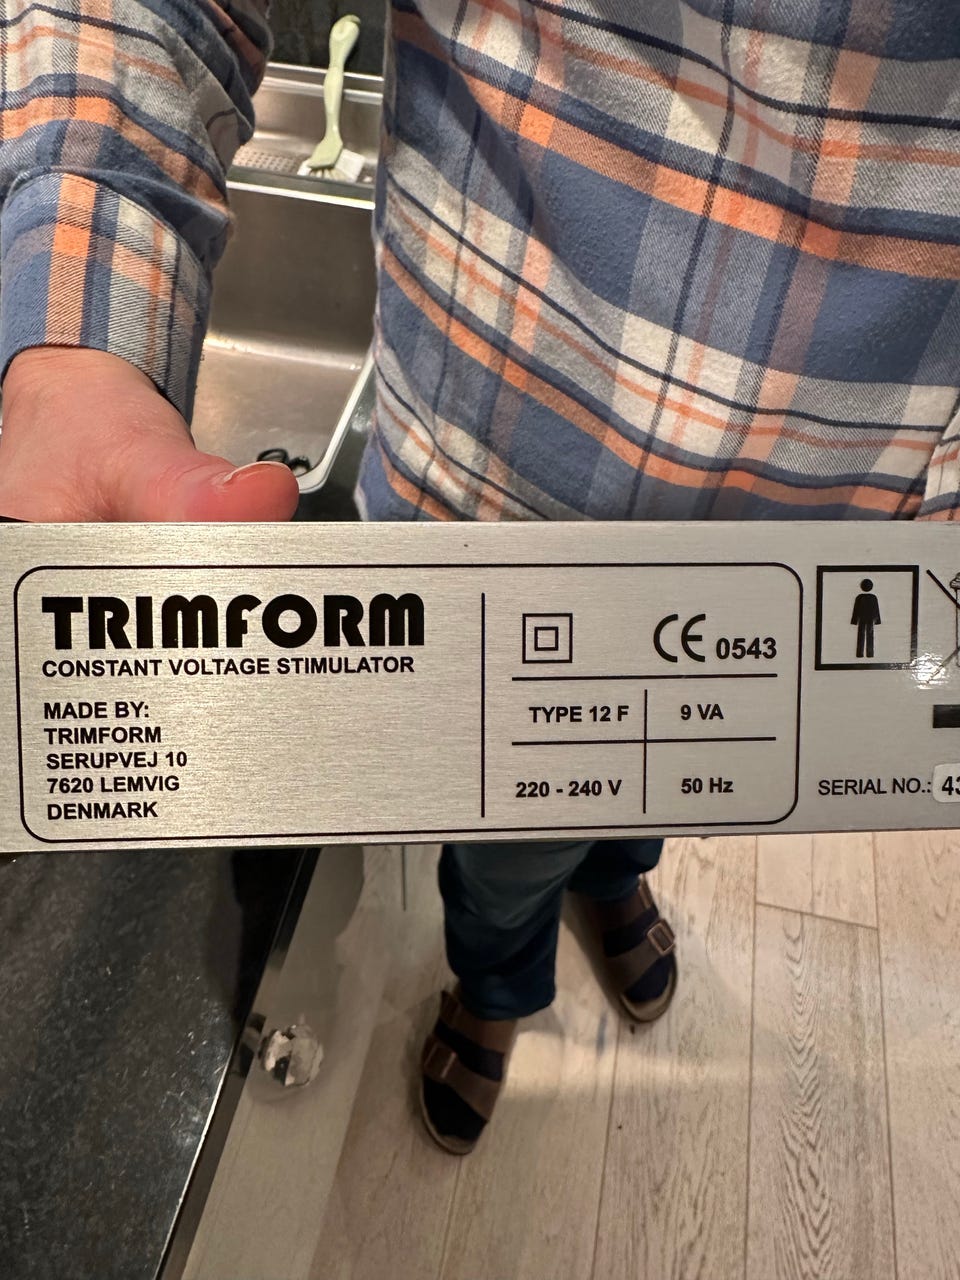 TRIMFORM
CONSTANT VOLTAGE STIMULATOR
MADE BY:
TRIMFORM
SERUPVEJ 10
7620 LEMVIG
DENMARK
CE 0543
TYPE 12 F
9 VA
220 - 240 V
50 Hz
SERIAL NO.: